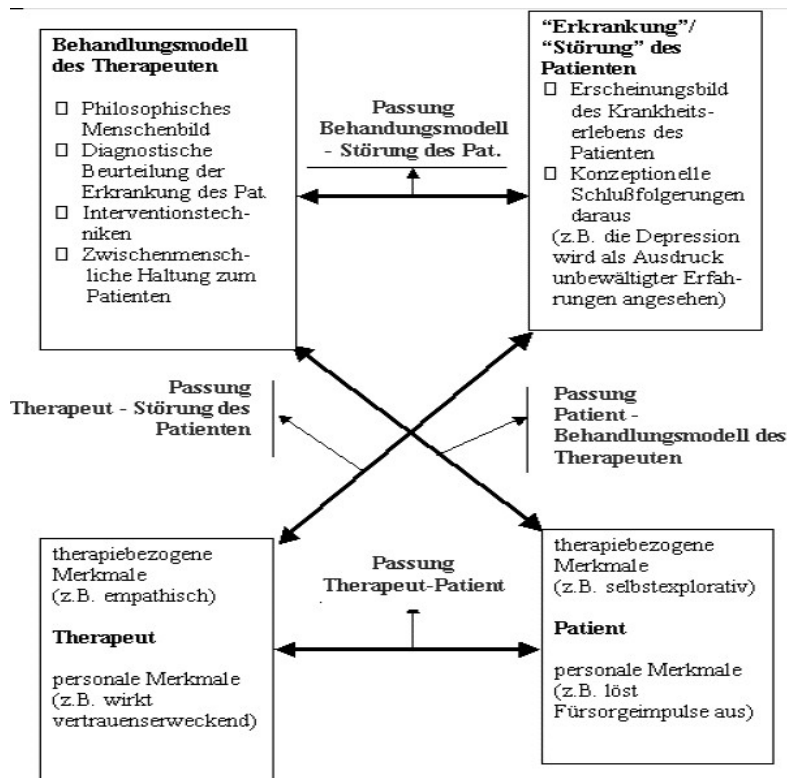 Behandlungsmodell
des Therapeuten
Philosophisches
Menschenbild
Diagnostische
Beurteilung der
Erkrankung des Pat.
Interventionstech-
niken
Zwischenmensch-
liche Haltung zum
Patienten
Passung
Behandungsmodell
- Störung des Pat.
“Erkrankung”/
“Störung” des
Patienten
Erscheinungsbild
des Krankheits-
erlebens des
Patienten
Konzeptionelle
Schlußfolgerungen
daraus
(z.B. die Depression
wird als Ausdruck
unbewältigter Erfah-
rungen angesehen)
Passung
Therapeut - Störung des
Patienten
Passung
Patient -
Behandlungsmodell des
Therapeuten
therapiebezogene
Merkmale
(z.B. empathisch)
Therapeut
personale Merkmale
(z.B. wirkt
vertrauenserweckend)
Passung
Therapeut-Patient
therapiebezogene
Merkmale
(z.B. selbstexplorativ)
Patient
personale Merkmale
(z.B. löst
Fürsorgeimpulse aus)